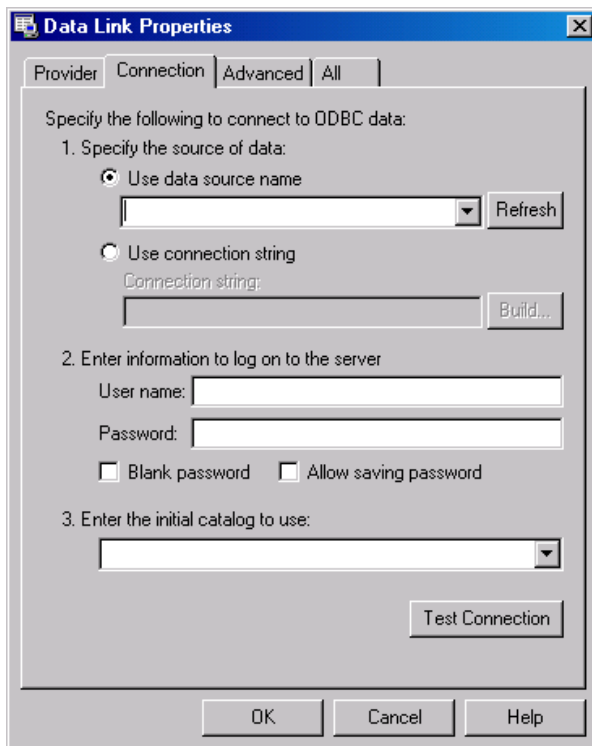 Data Link Properties
Provider Connection Advanced All
Specify the following to connect to ODBC data:
1. Specify the source of data:
Use data source name
Refresh
Use connection string
Connection string:
Build...
2. Enter information to log on to the server
User name:
Password:
Blank password Allow saving password
3. Enter the initial catalog to use:
Test Connection
OK Cancel Help